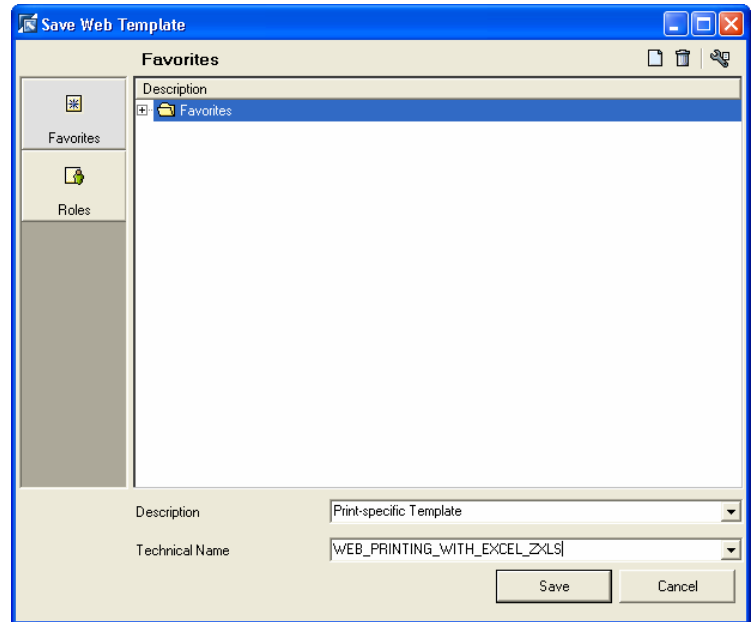 Save Web Template
Favorites
Description
Favorites
Favorites
Roles
Description
Print-specific Template
Technical Name
WEB_PRINTING_WITH_EXCEL_ZXLS
Save
Cancel